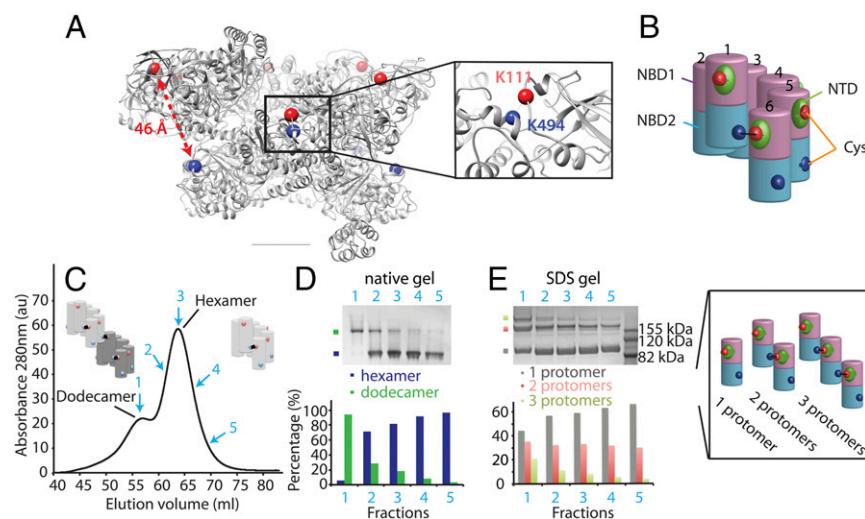 A
46 Å
K111
K494
B
1
2
3
4
5
6
NBD1
NBD2
NTD
Cys
C
Absorbance 280nm (au)
70
60
50
40
30
20
10
0
40 45 50 55 60 65 70 75 80
Elution volume (ml)
Dodecamer
Hexamer
1
2
3
4
5
D
native gel
1 2 3 4 5
hexamer
dodecamer
Percentage (%)
100
80
60
40
20
0
1 2 3 4 5
Fractions
E
SDS gel
1 2 3 4 5
155 kDa
120 kDa
82 kDa
1 protomer
2 protomers
3 protomers
80
60
40
20
0
1 2 3 4 5
Fractions
1 protomer
2 protomers
3 protomers